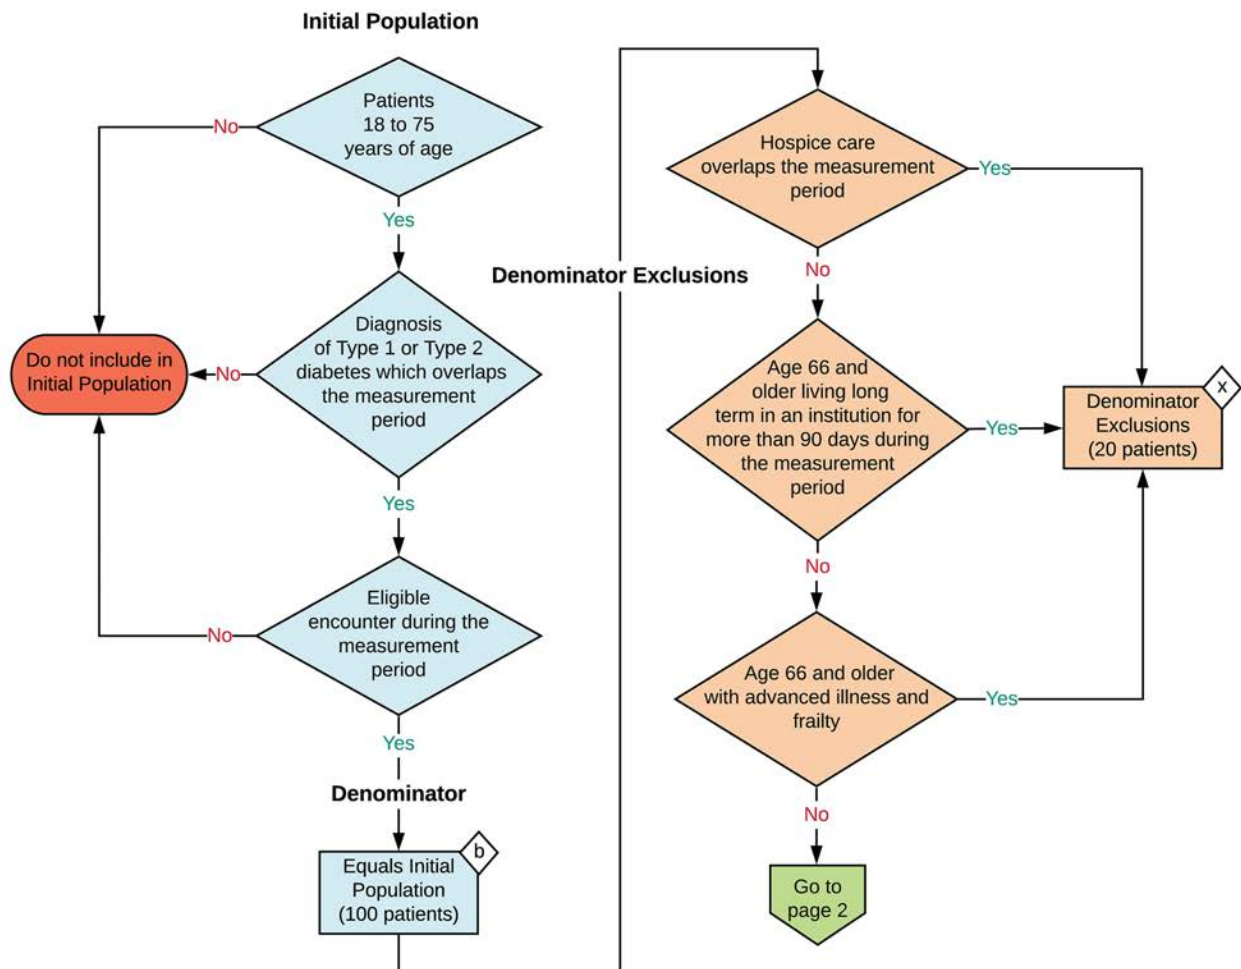 Initial Population
Patients
18 to 75
years of age
No
Yes
Diagnosis
of Type 1 or Type 2
diabetes which overlaps
the measurement
period
No
Do not include in
Initial Population
Yes
Eligible
encounter during the
measurement
period
No
Yes
Denominator
b
Equals Initial
Population
(100 patients)
Denominator Exclusions
Hospice care
overlaps the measurement
period
Yes
No
Age 66 and
older living long
term in an institution for
more than 90 days during
the measurement
period
Yes
x
Denominator
Exclusions
(20 patients)
No
Age 66 and older
with advanced illness and
frailty
Yes
No
Go to
page 2